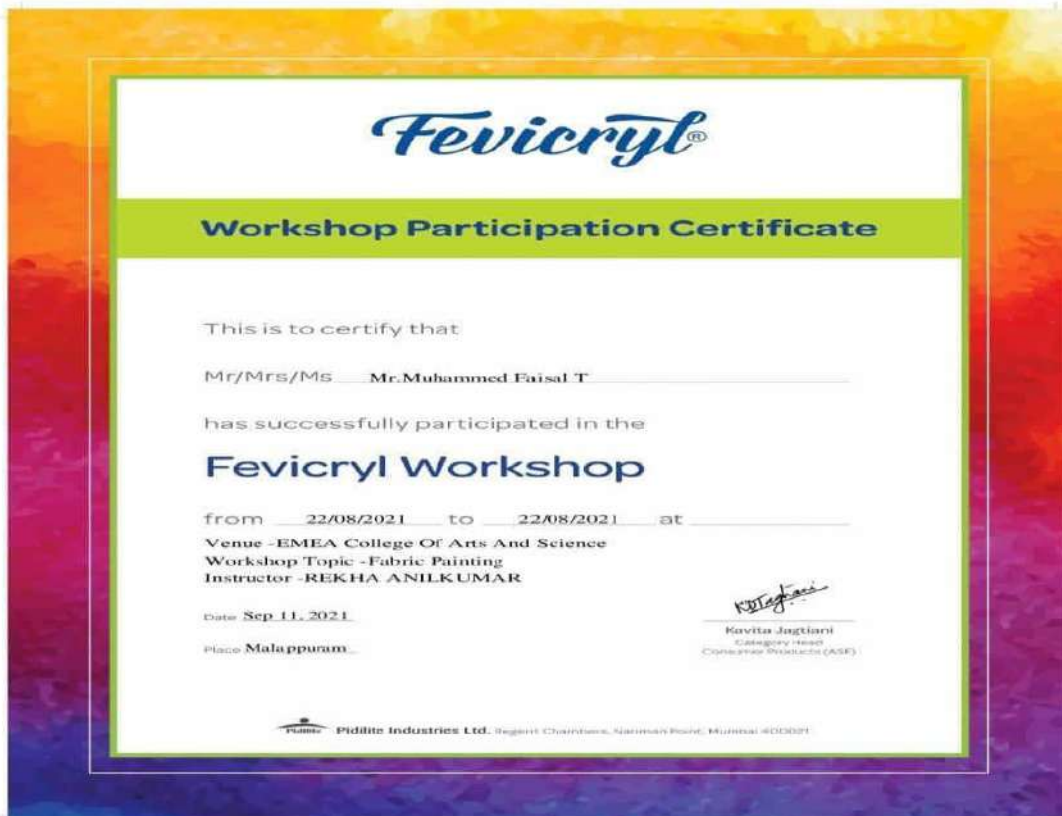 Fevicryl®
Workshop Participation Certificate
This is to certify that
Mr/Mrs/Ms Mr.Muhammed Faisal T
has successfully participated in the
Fevicryl Workshop
from 22/08/2021 to 22/08/2021 at
Venue -EMEA College Of Arts And Science
Workshop Topic -Fabric Painting
Instructor -REKHA ANILKUMAR
Date Sep 11, 2021
Place Malappuram
KDJagtiani
Kavita Jagtiani
Category Head
Consumer Products (ASF)
Pidilite Pidilite Industries Ltd. Regent Chambers, Nariman Point, Mumbai 400021